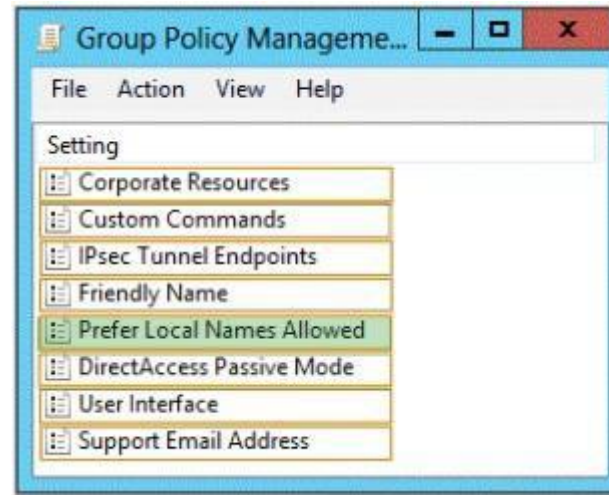 Group Policy Manageme...
File Action View Help
Setting
Corporate Resources
Custom Commands
IPsec Tunnel Endpoints
Friendly Name
Prefer Local Names Allowed
DirectAccess Passive Mode
User Interface
Support Email Address